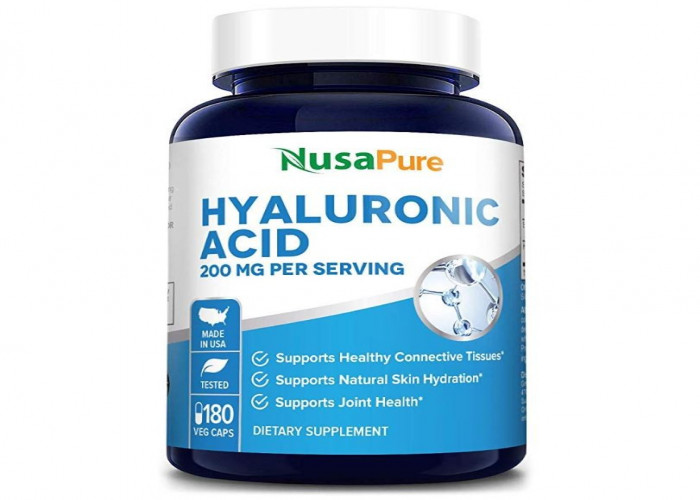 NusaPure
HYALURONIC
ACID
200 MG PER SERVING
MADE
IN USA
TESTED
180
VEG CAPS
Supports Healthy Connective Tissues*
Supports Natural Skin Hydration*
Supports Joint Health*
DIETARY SUPPLEMENT